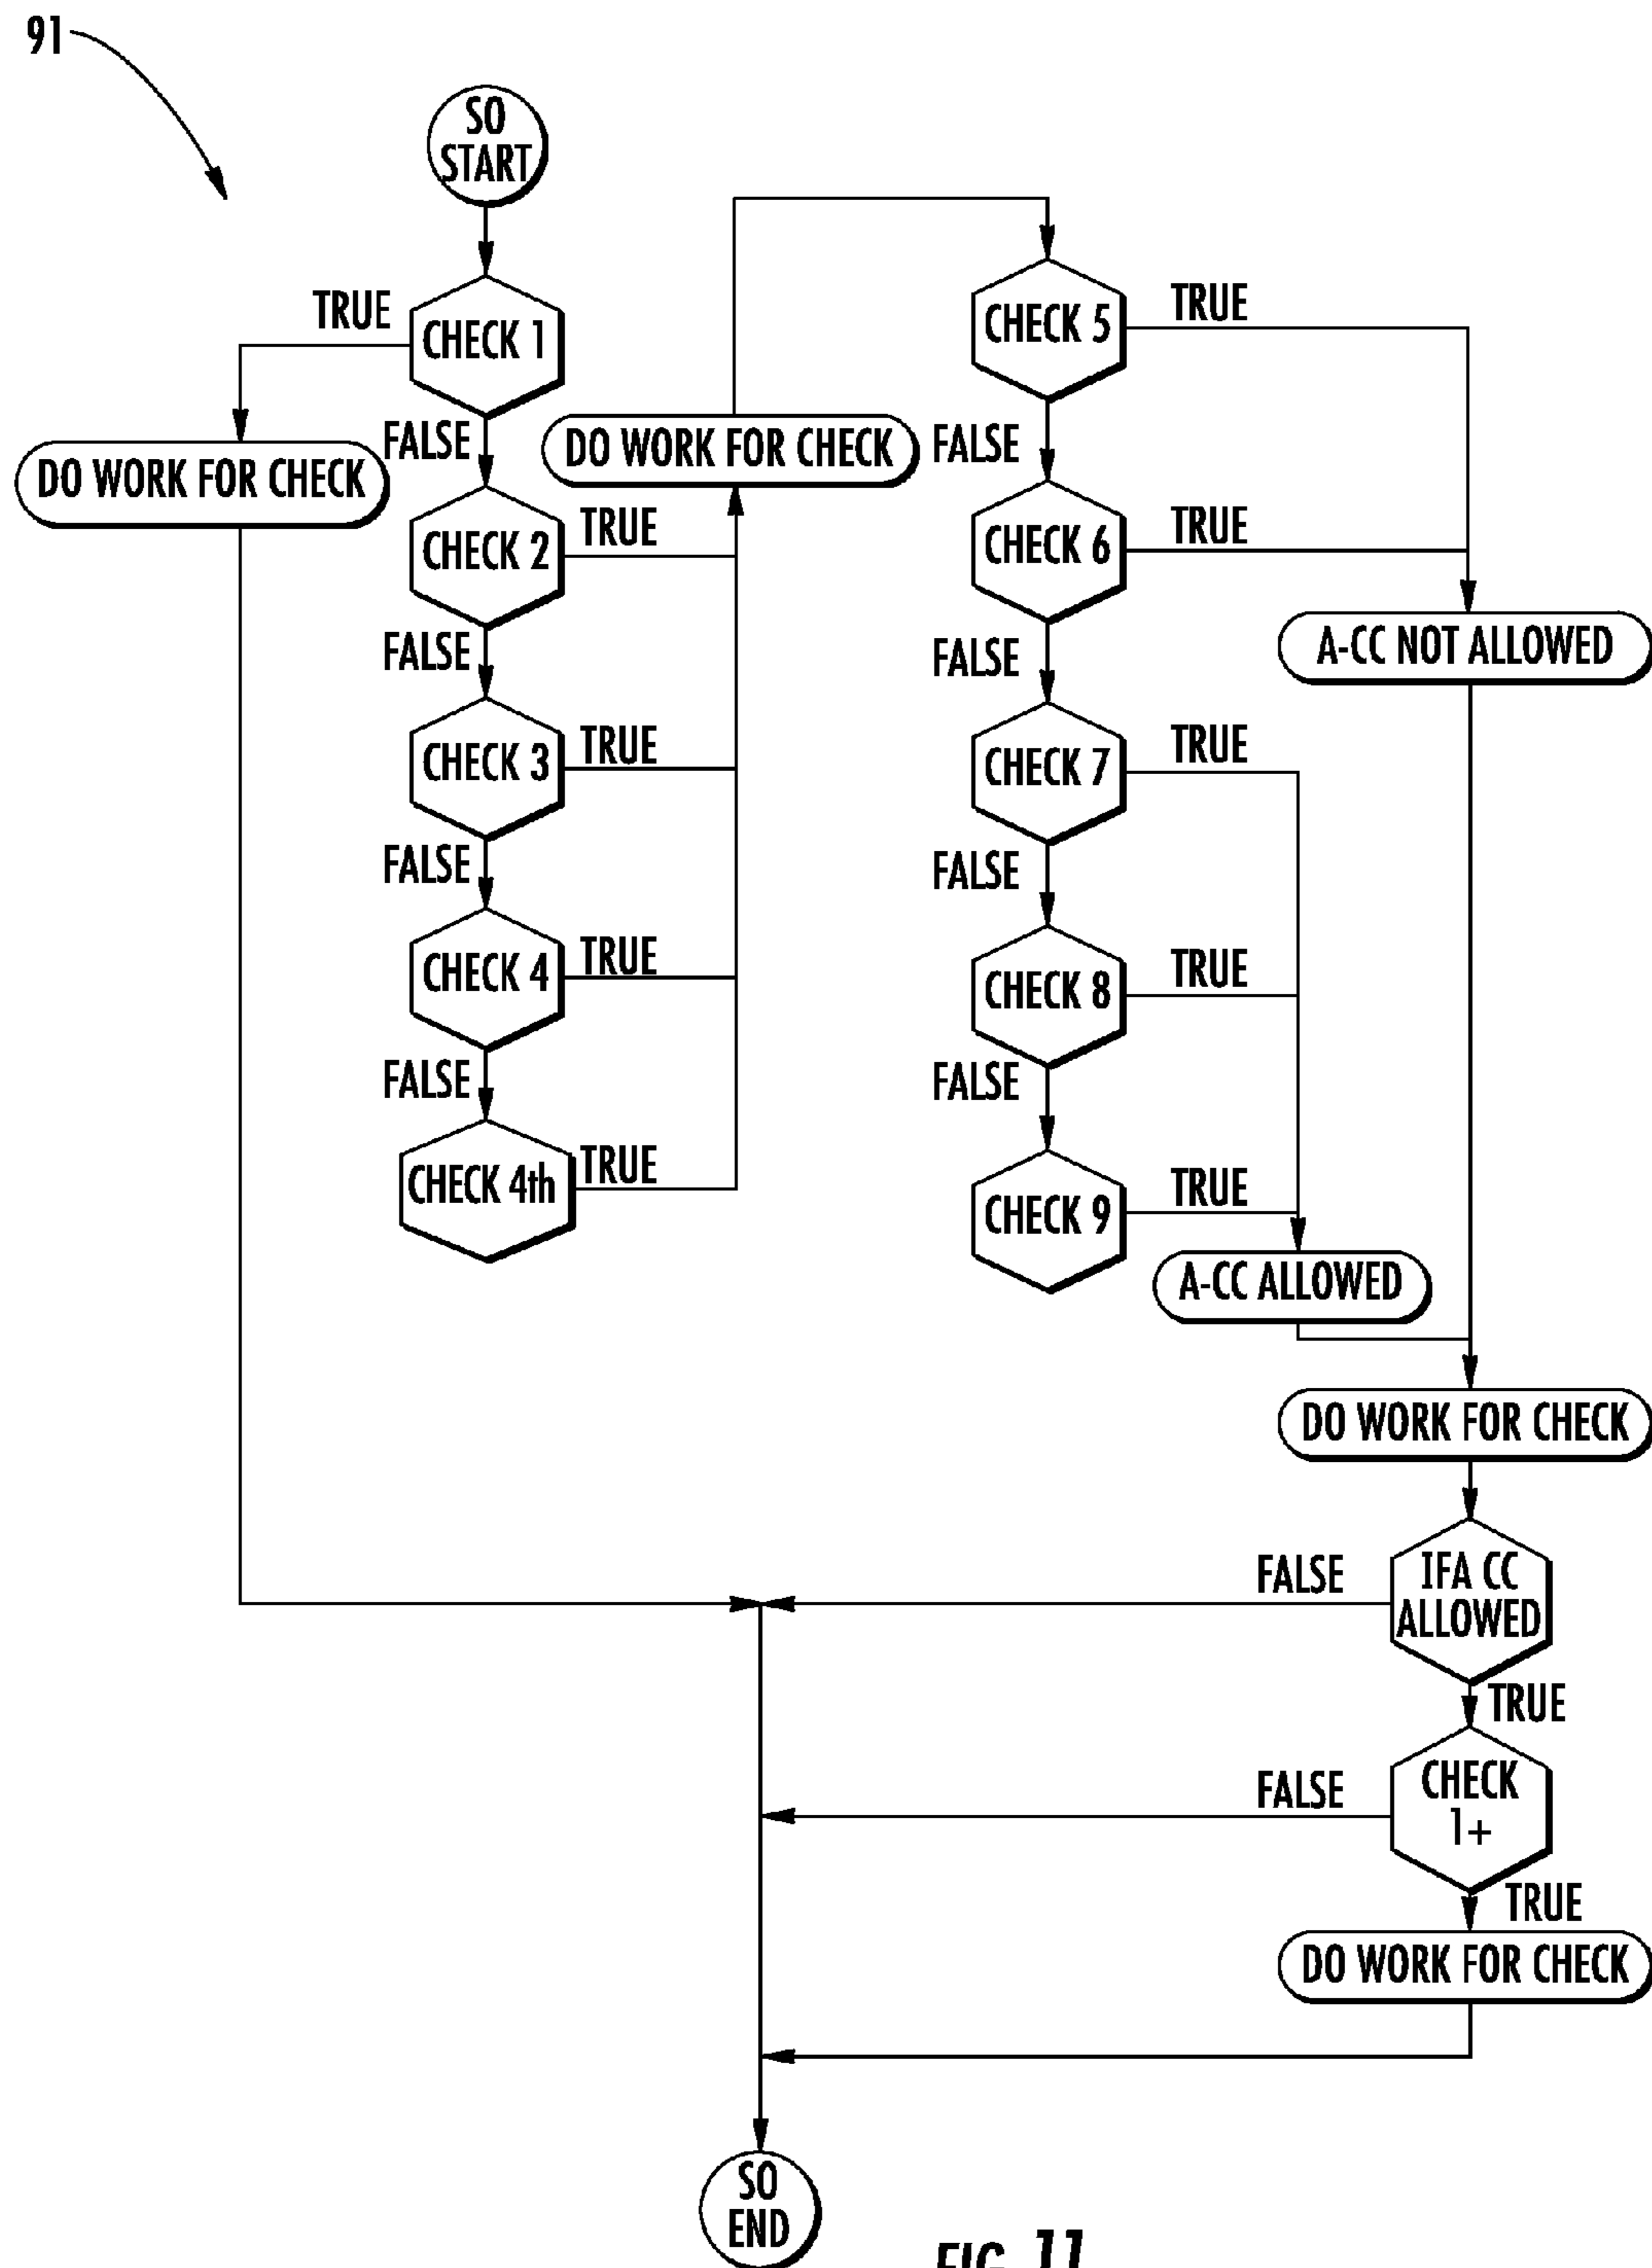 91
SO
START
TRUE
CHECK 1
FALSE
DO WORK FOR CHECK
CHECK 2
TRUE
FALSE
CHECK 3
TRUE
FALSE
CHECK 4
TRUE
FALSE
CHECK 4th
TRUE
DO WORK FOR CHECK
CHECK 5
TRUE
FALSE
CHECK 6
TRUE
FALSE
A-CC NOT ALLOWED
CHECK 7
TRUE
FALSE
CHECK 8
TRUE
FALSE
CHECK 9
TRUE
A-CC ALLOWED
DO WORK FOR CHECK
IFA CC
ALLOWED
FALSE
TRUE
CHECK
1+
FALSE
TRUE
DO WORK FOR CHECK
SO
END
FIG. 11